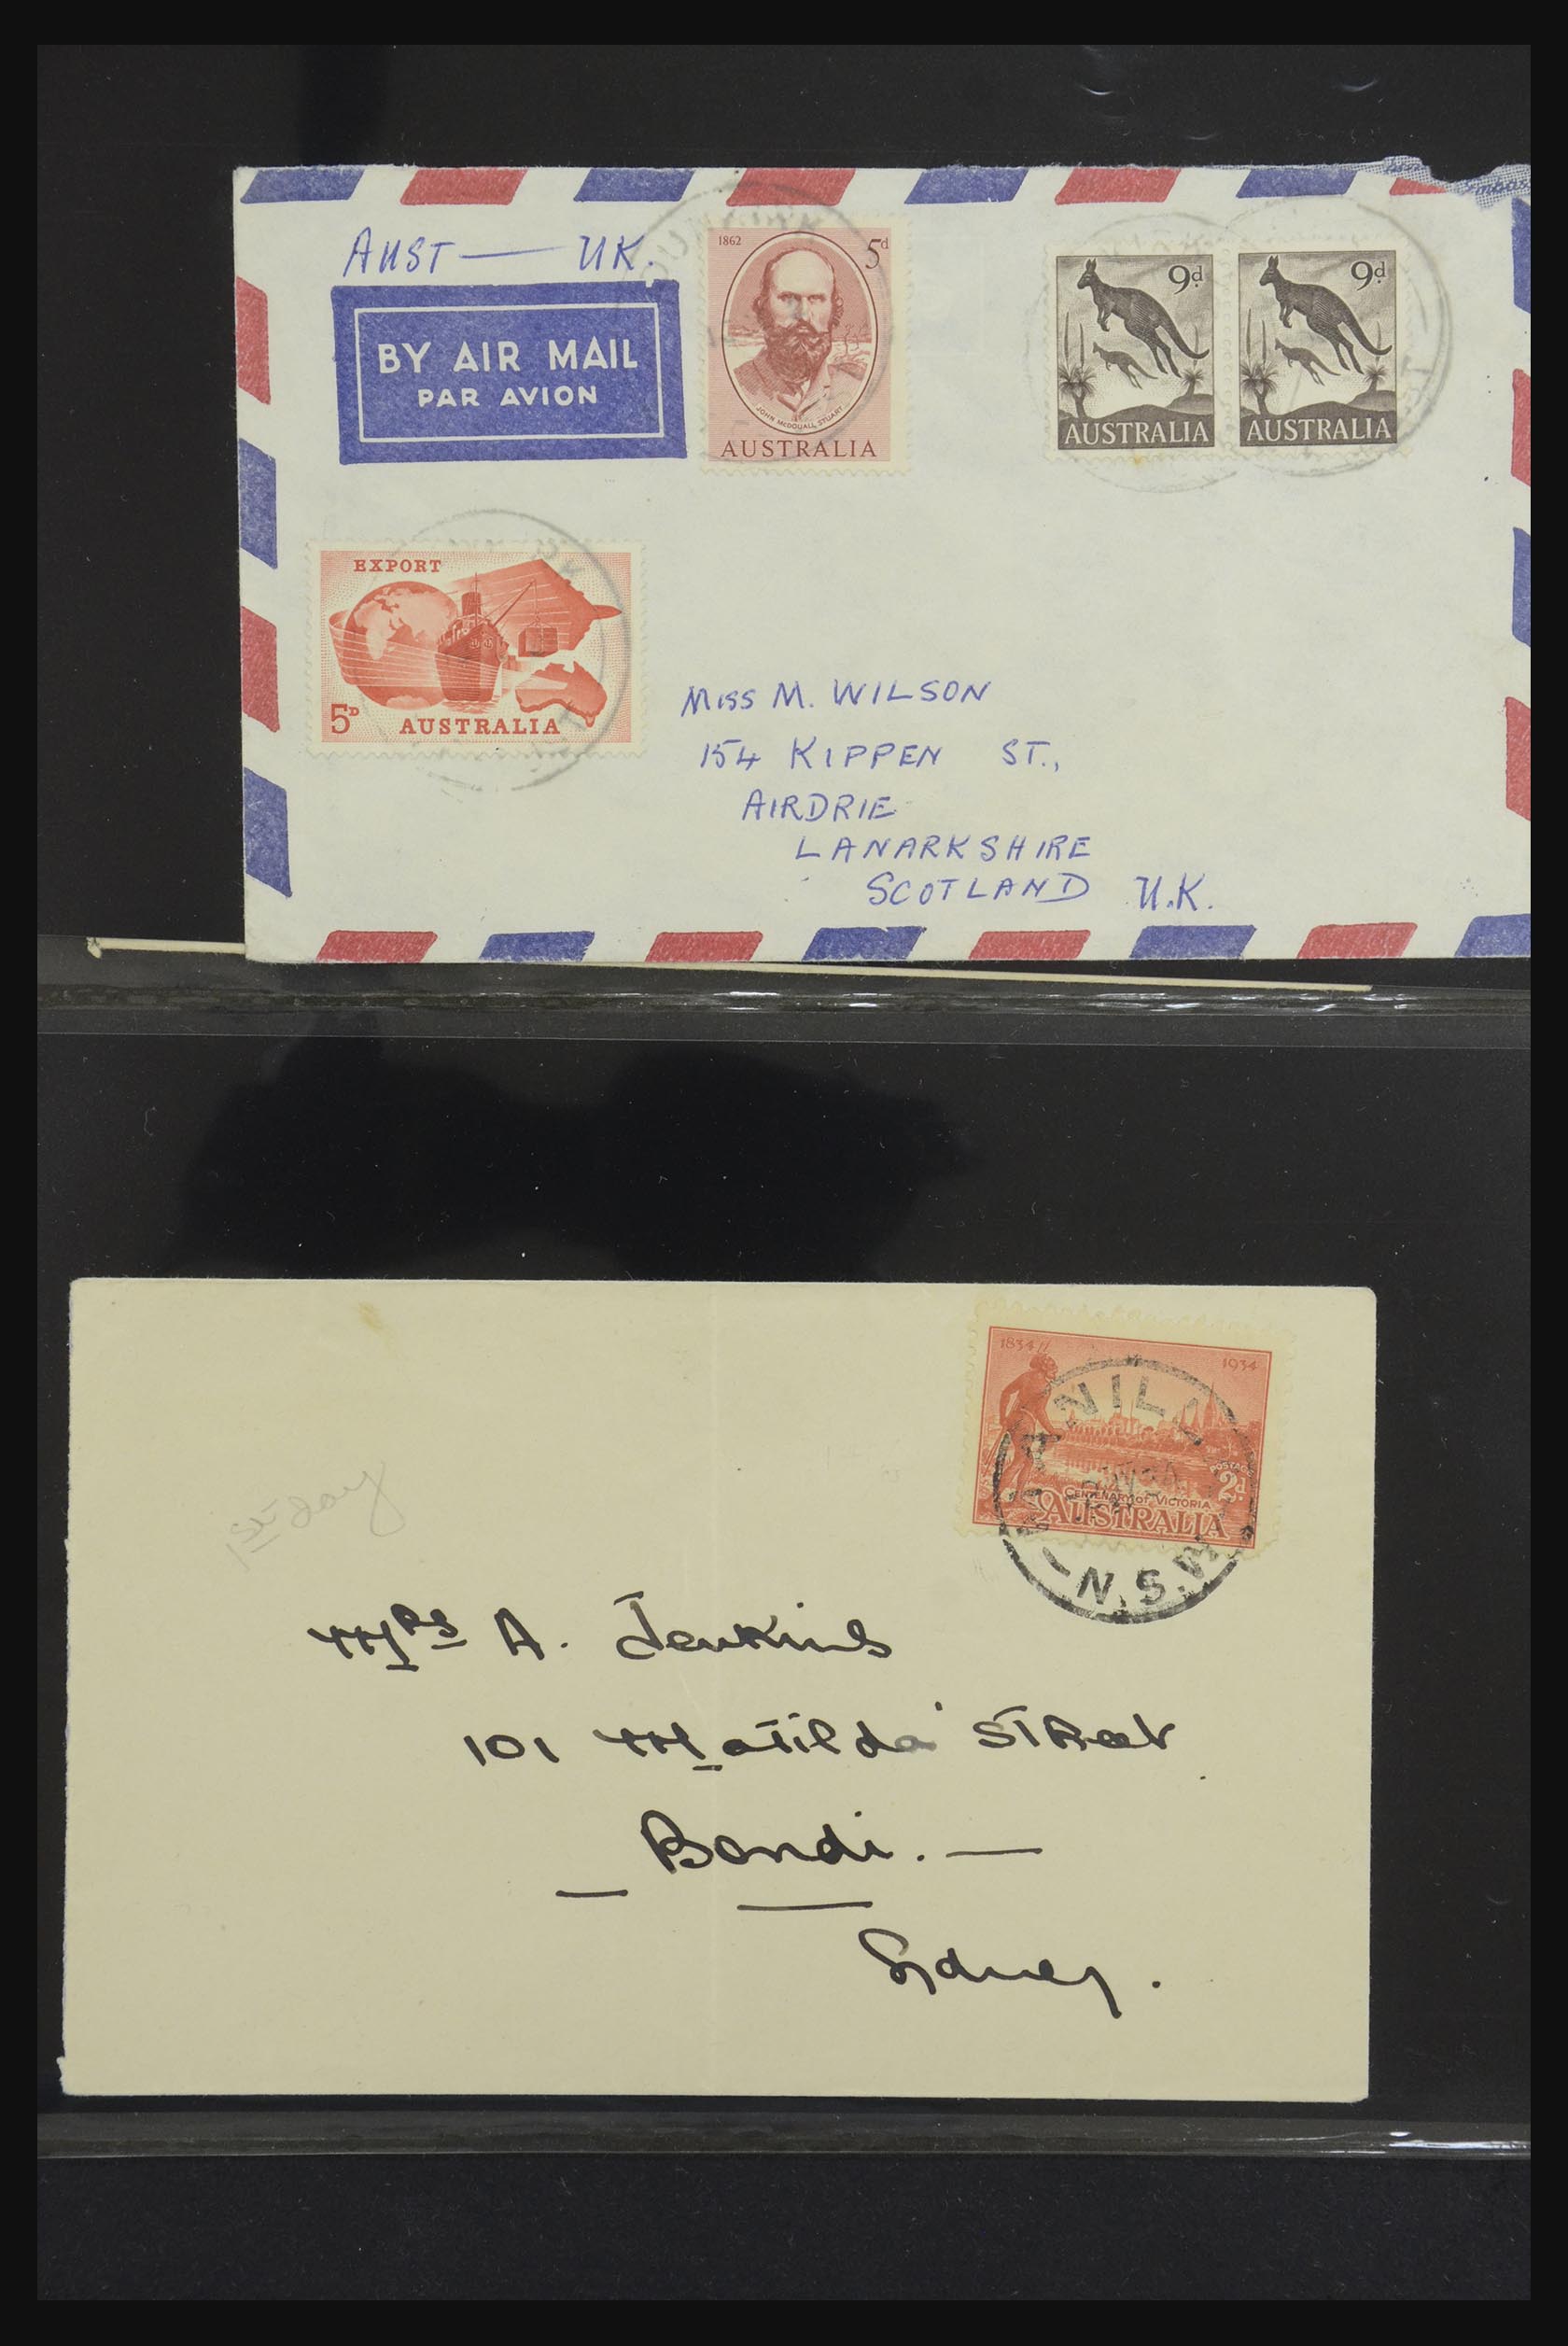 AUST — UK.
BY AIR MAIL
PAR AVION
1862 5d
JOHN McDOUALL STUART
AUSTRALIA
9d
AUSTRALIA
9d
AUSTRALIA
EXPORT
5D AUSTRALIA
MISS M. WILSON
154 KIPPEN ST.,
AIRDRIE
LANARKSHIRE
SCOTLAND U.K.
1834 1934
POSTAGE
2d
CENTENARY OF VICTORIA
AUSTRALIA
MANILLA
N.S.W
1st day
Mrs A. Jenkins
101 Matilda Street
Bondi. —
Sydney.